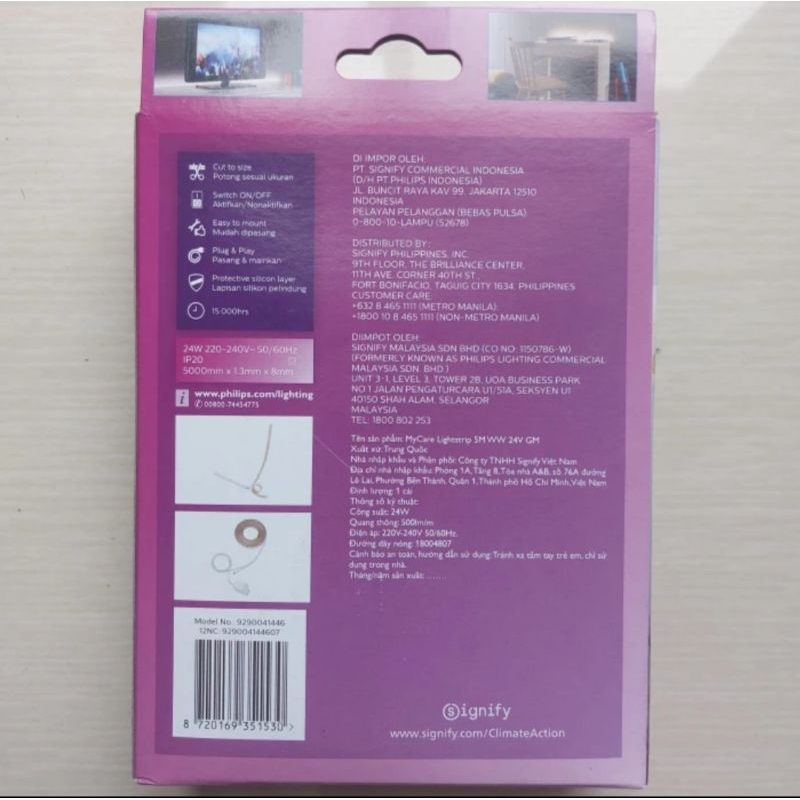 Cut to size
Potong sesuai ukuran
Switch ON/OFF
Aktifkan/Nonaktifkan
Easy to mount
Mudah dipasang
Plug & Play
Pasang & mainkan
Protective silicon layer
Lapisan silikon pelindung
15 000hrs
24W 220-240V~ 50/60Hz
IP20
5000mm x 1.3mm x 8mm
i www.philips.com/lighting
00800-74454775
Model No.: 9290041446
12NC: 929004144607
8 720169 351530 >
DI IMPOR OLEH:
PT. SIGNIFY COMMERCIAL INDONESIA
(D/H PT PHILIPS INDONESIA)
JL. BUNCIT RAYA KAV 99, JAKARTA 12510
INDONESIA
PELAYAN PELANGGAN (BEBAS PULSA)
0-800-10-LAMPU (52678)
DISTRIBUTED BY:
SIGNIFY PHILIPPINES, INC.
9TH FLOOR, THE BRILLIANCE CENTER,
11TH AVE. CORNER 40TH ST.,
FORT BONIFACIO, TAGUIG CITY 1634, PHILIPPINES
CUSTOMER CARE:
+632 8 465 1111 (METRO MANILA)
+1800 10 8 465 1111 (NON-METRO MANILA)
DIIMPOT OLEH:
SIGNIFY MALAYSIA SDN BHD (CO NO: 1150786-W)
(FORMERLY KNOWN AS PHILIPS LIGHTING COMMERCIAL
MALAYSIA SDN. BHD.)
UNIT 3-1, LEVEL 3, TOWER 2B, UOA BUSINESS PARK
NO 1 JALAN PENGATURCARA U1/51A, SEKSYEN U1
40150 SHAH ALAM, SELANGOR
MALAYSIA
TEL: 1800 802 253
Tên sản phẩm: MyCare Lightstrip 5M WW 24V GM
Xuất xứ: Trung Quốc
Nhà nhập khẩu và Phân phối: Công ty TNHH Signify Việt Nam
Địa chỉ nhà nhập khẩu: Phòng 1A, Tầng 8, Tòa nhà A&B, số 76A đường
Lê Lai, Phường Bến Thành, Quận 1, Thành phố Hồ Chí Minh, Việt Nam
Định lượng: 1 cái
Thông số kỹ thuật:
Công suất: 24W
Quang thông: 500lm/m
Điện áp: 220V-240V 50/60Hz.
Đường dây nóng: 18004807
Cảnh báo an toàn, hướng dẫn sử dụng: Tránh xa tầm tay trẻ em, chỉ sử
dụng trong nhà.
Tháng/năm sản xuất: .......
Signify
www.signify.com/ClimateAction